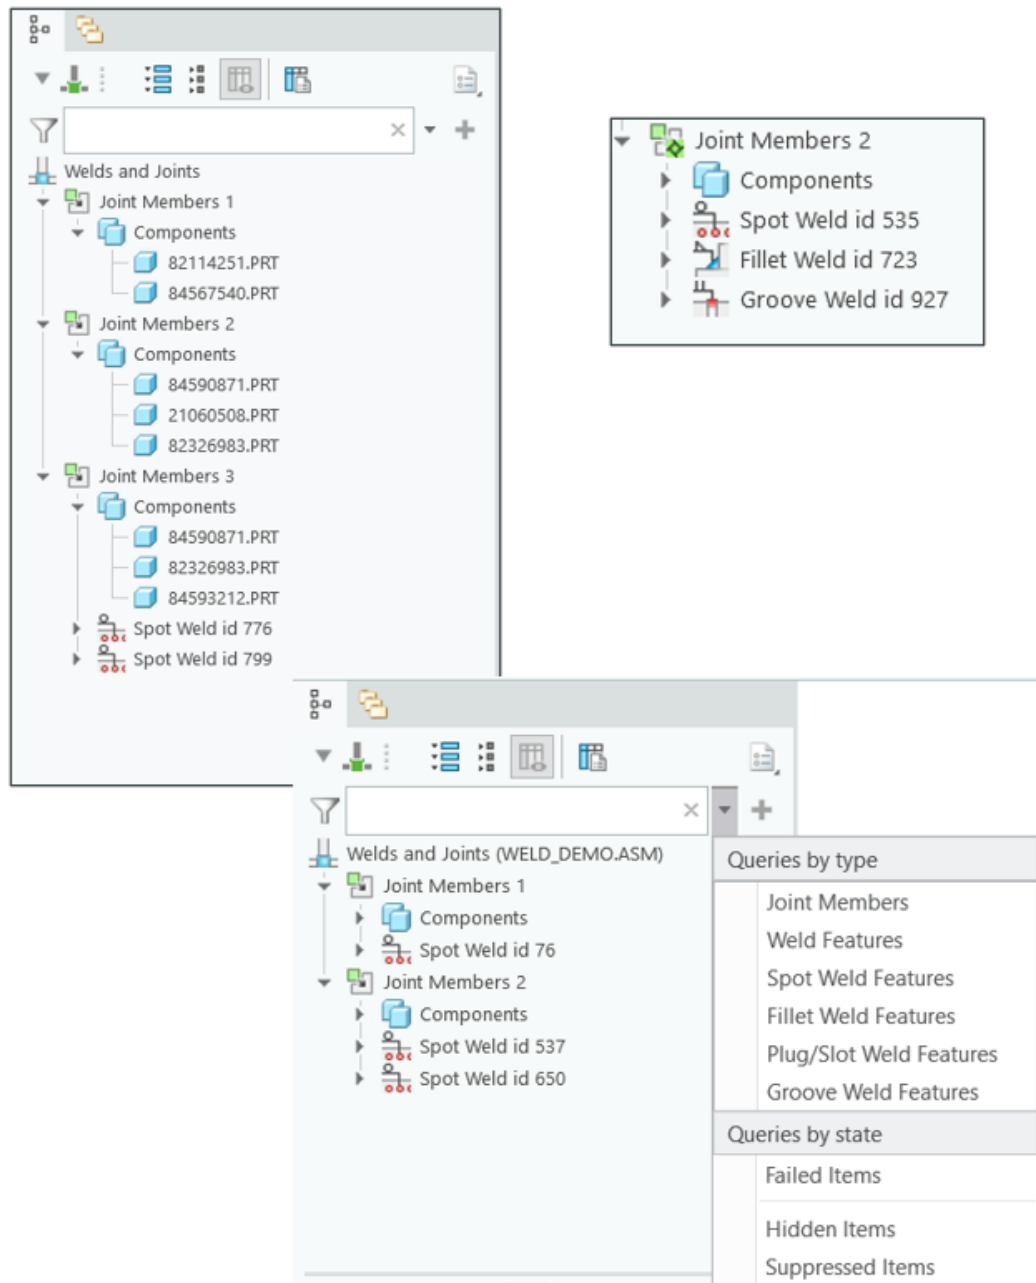 Welds and Joints
Joint Members 1
Components
82114251.PRT
84567540.PRT
Joint Members 2
Components
84590871.PRT
21060508.PRT
82326983.PRT
Joint Members 3
Components
84590871.PRT
82326983.PRT
84593212.PRT
Spot Weld id 776
Spot Weld id 799
Joint Members 2
Components
Spot Weld id 535
Fillet Weld id 723
Groove Weld id 927
Welds and Joints (WELD_DEMO.ASM)
Joint Members 1
Components
Spot Weld id 76
Joint Members 2
Components
Spot Weld id 537
Spot Weld id 650
Queries by type
Joint Members
Weld Features
Spot Weld Features
Fillet Weld Features
Plug/Slot Weld Features
Groove Weld Features
Queries by state
Failed Items
Hidden Items
Suppressed Items